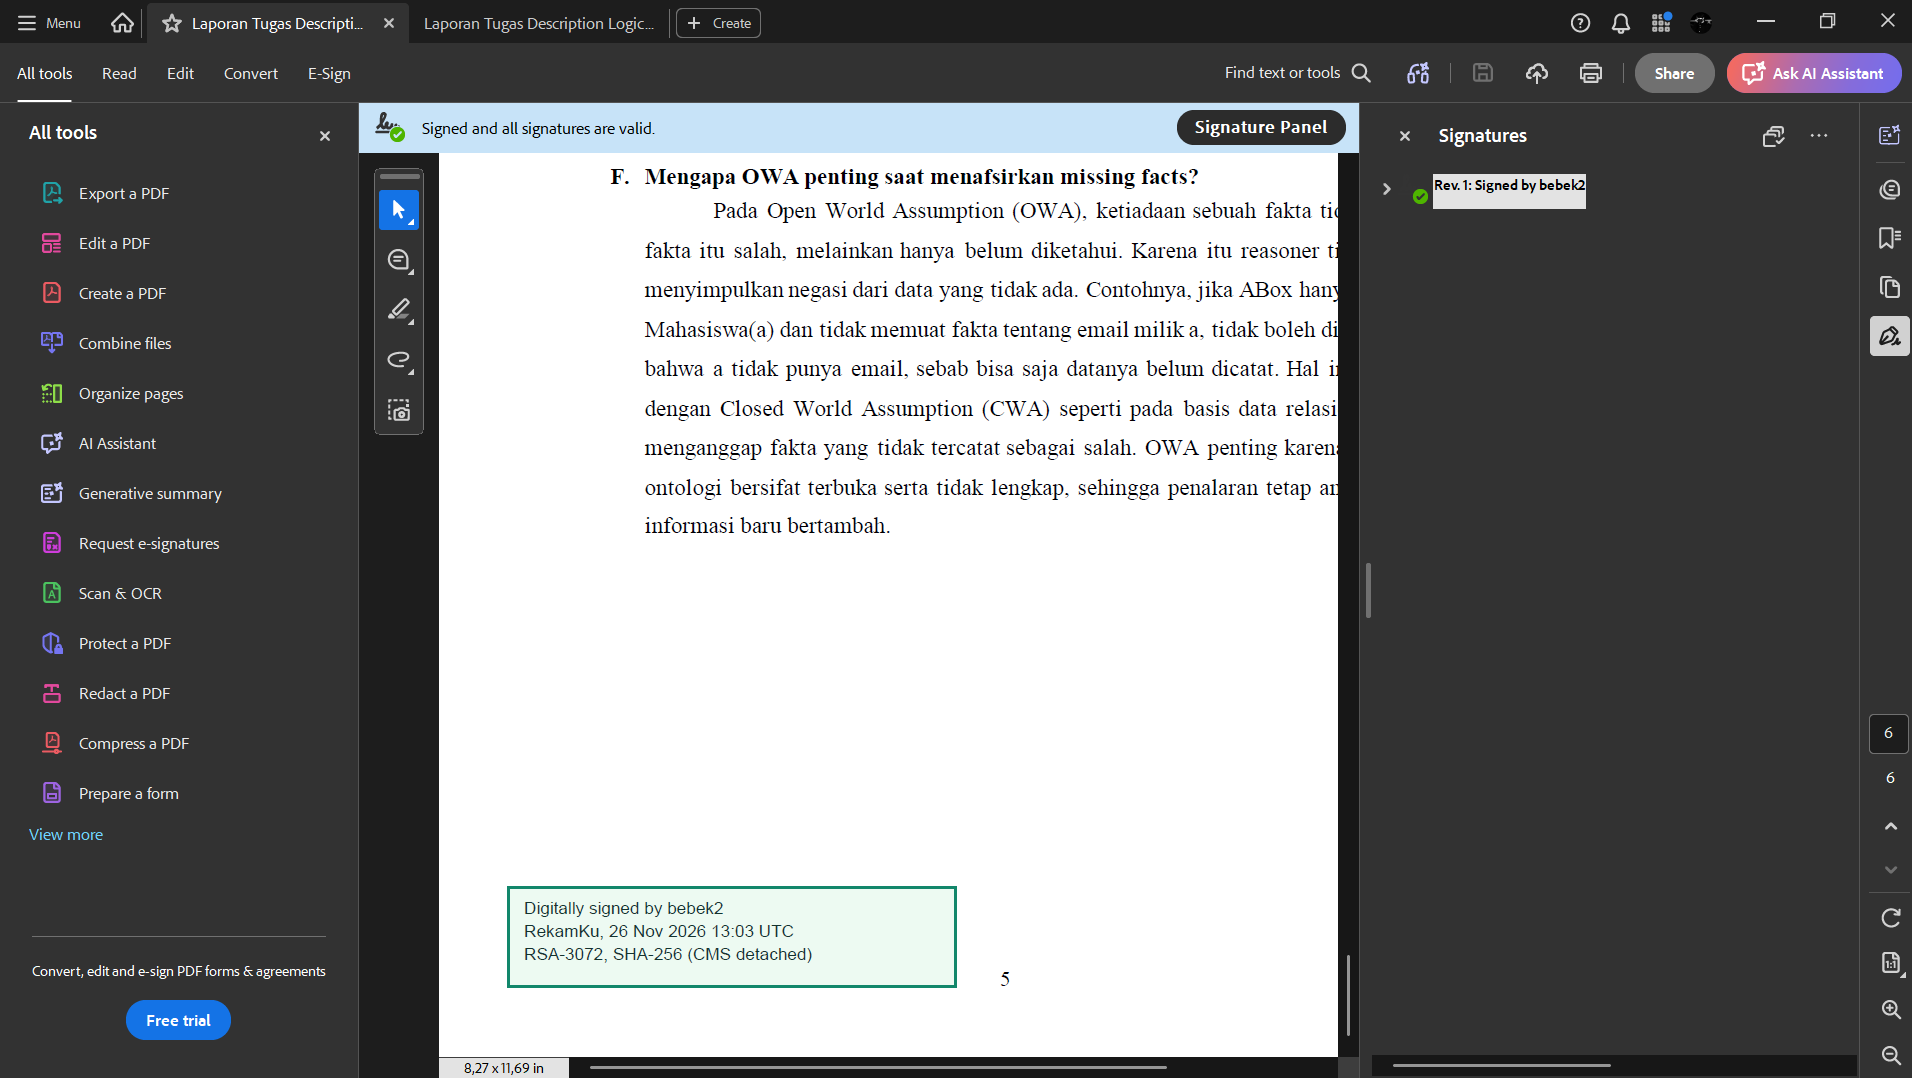 Menu
Laporan Tugas Descripti...
Laporan Tugas Description Logic...
Create
All tools
Read
Edit
Convert
E-Sign
Find text or tools
Share
Ask AI Assistant
All tools
Export a PDF
Edit a PDF
Create a PDF
Combine files
Organize pages
AI Assistant
Generative summary
Request e-signatures
Scan & OCR
Protect a PDF
Redact a PDF
Compress a PDF
Prepare a form
View more
Convert, edit and e-sign PDF forms & agreements
Free trial
Signed and all signatures are valid.
Signature Panel
F. Mengapa OWA penting saat menafsirkan missing facts?
Pada Open World Assumption (OWA), ketiadaan sebuah fakta tid
fakta itu salah, melainkan hanya belum diketahui. Karena itu reasoner ti
menyimpulkan negasi dari data yang tidak ada. Contohnya, jika ABox hany
Mahasiswa(a) dan tidak memuat fakta tentang email milik a, tidak boleh di
bahwa a tidak punya email, sebab bisa saja datanya belum dicatat. Hal in
dengan Closed World Assumption (CWA) seperti pada basis data relasi
menganggap fakta yang tidak tercatat sebagai salah. OWA penting karena
ontologi bersifat terbuka serta tidak lengkap, sehingga penalaran tetap am
informasi baru bertambah.
Digitally signed by bebek2
RekamKu, 26 Nov 2026 13:03 UTC
RSA-3072, SHA-256 (CMS detached)
5
8,27 x 11,69 in
Signatures
Rev. 1: Signed by bebek2
6
6
1:1